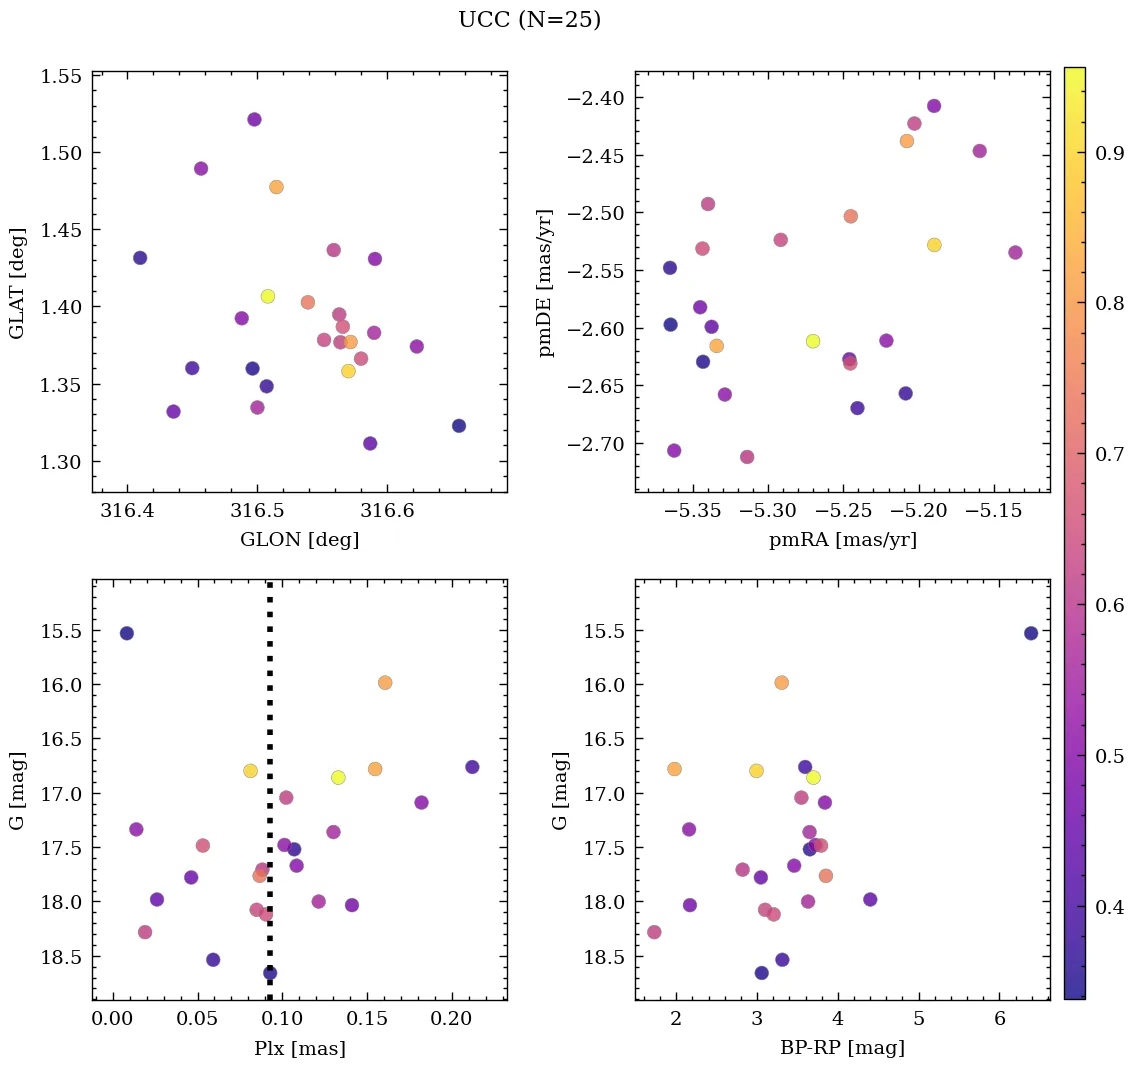 UCC (N=25)
1.55
1.50
1.45
1.40
1.35
1.30
GLAT [deg]
316.4 316.5 316.6
GLON [deg]
−2.40
−2.45
−2.50
−2.55
−2.60
−2.65
−2.70
pmDE [mas/yr]
−5.35 −5.30 −5.25 −5.20 −5.15
pmRA [mas/yr]
15.5
16.0
16.5
17.0
17.5
18.0
18.5
G [mag]
0.00 0.05 0.10 0.15 0.20
Plx [mas]
15.5
16.0
16.5
17.0
17.5
18.0
18.5
G [mag]
2 3 4 5 6
BP-RP [mag]
0.9
0.8
0.7
0.6
0.5
0.4